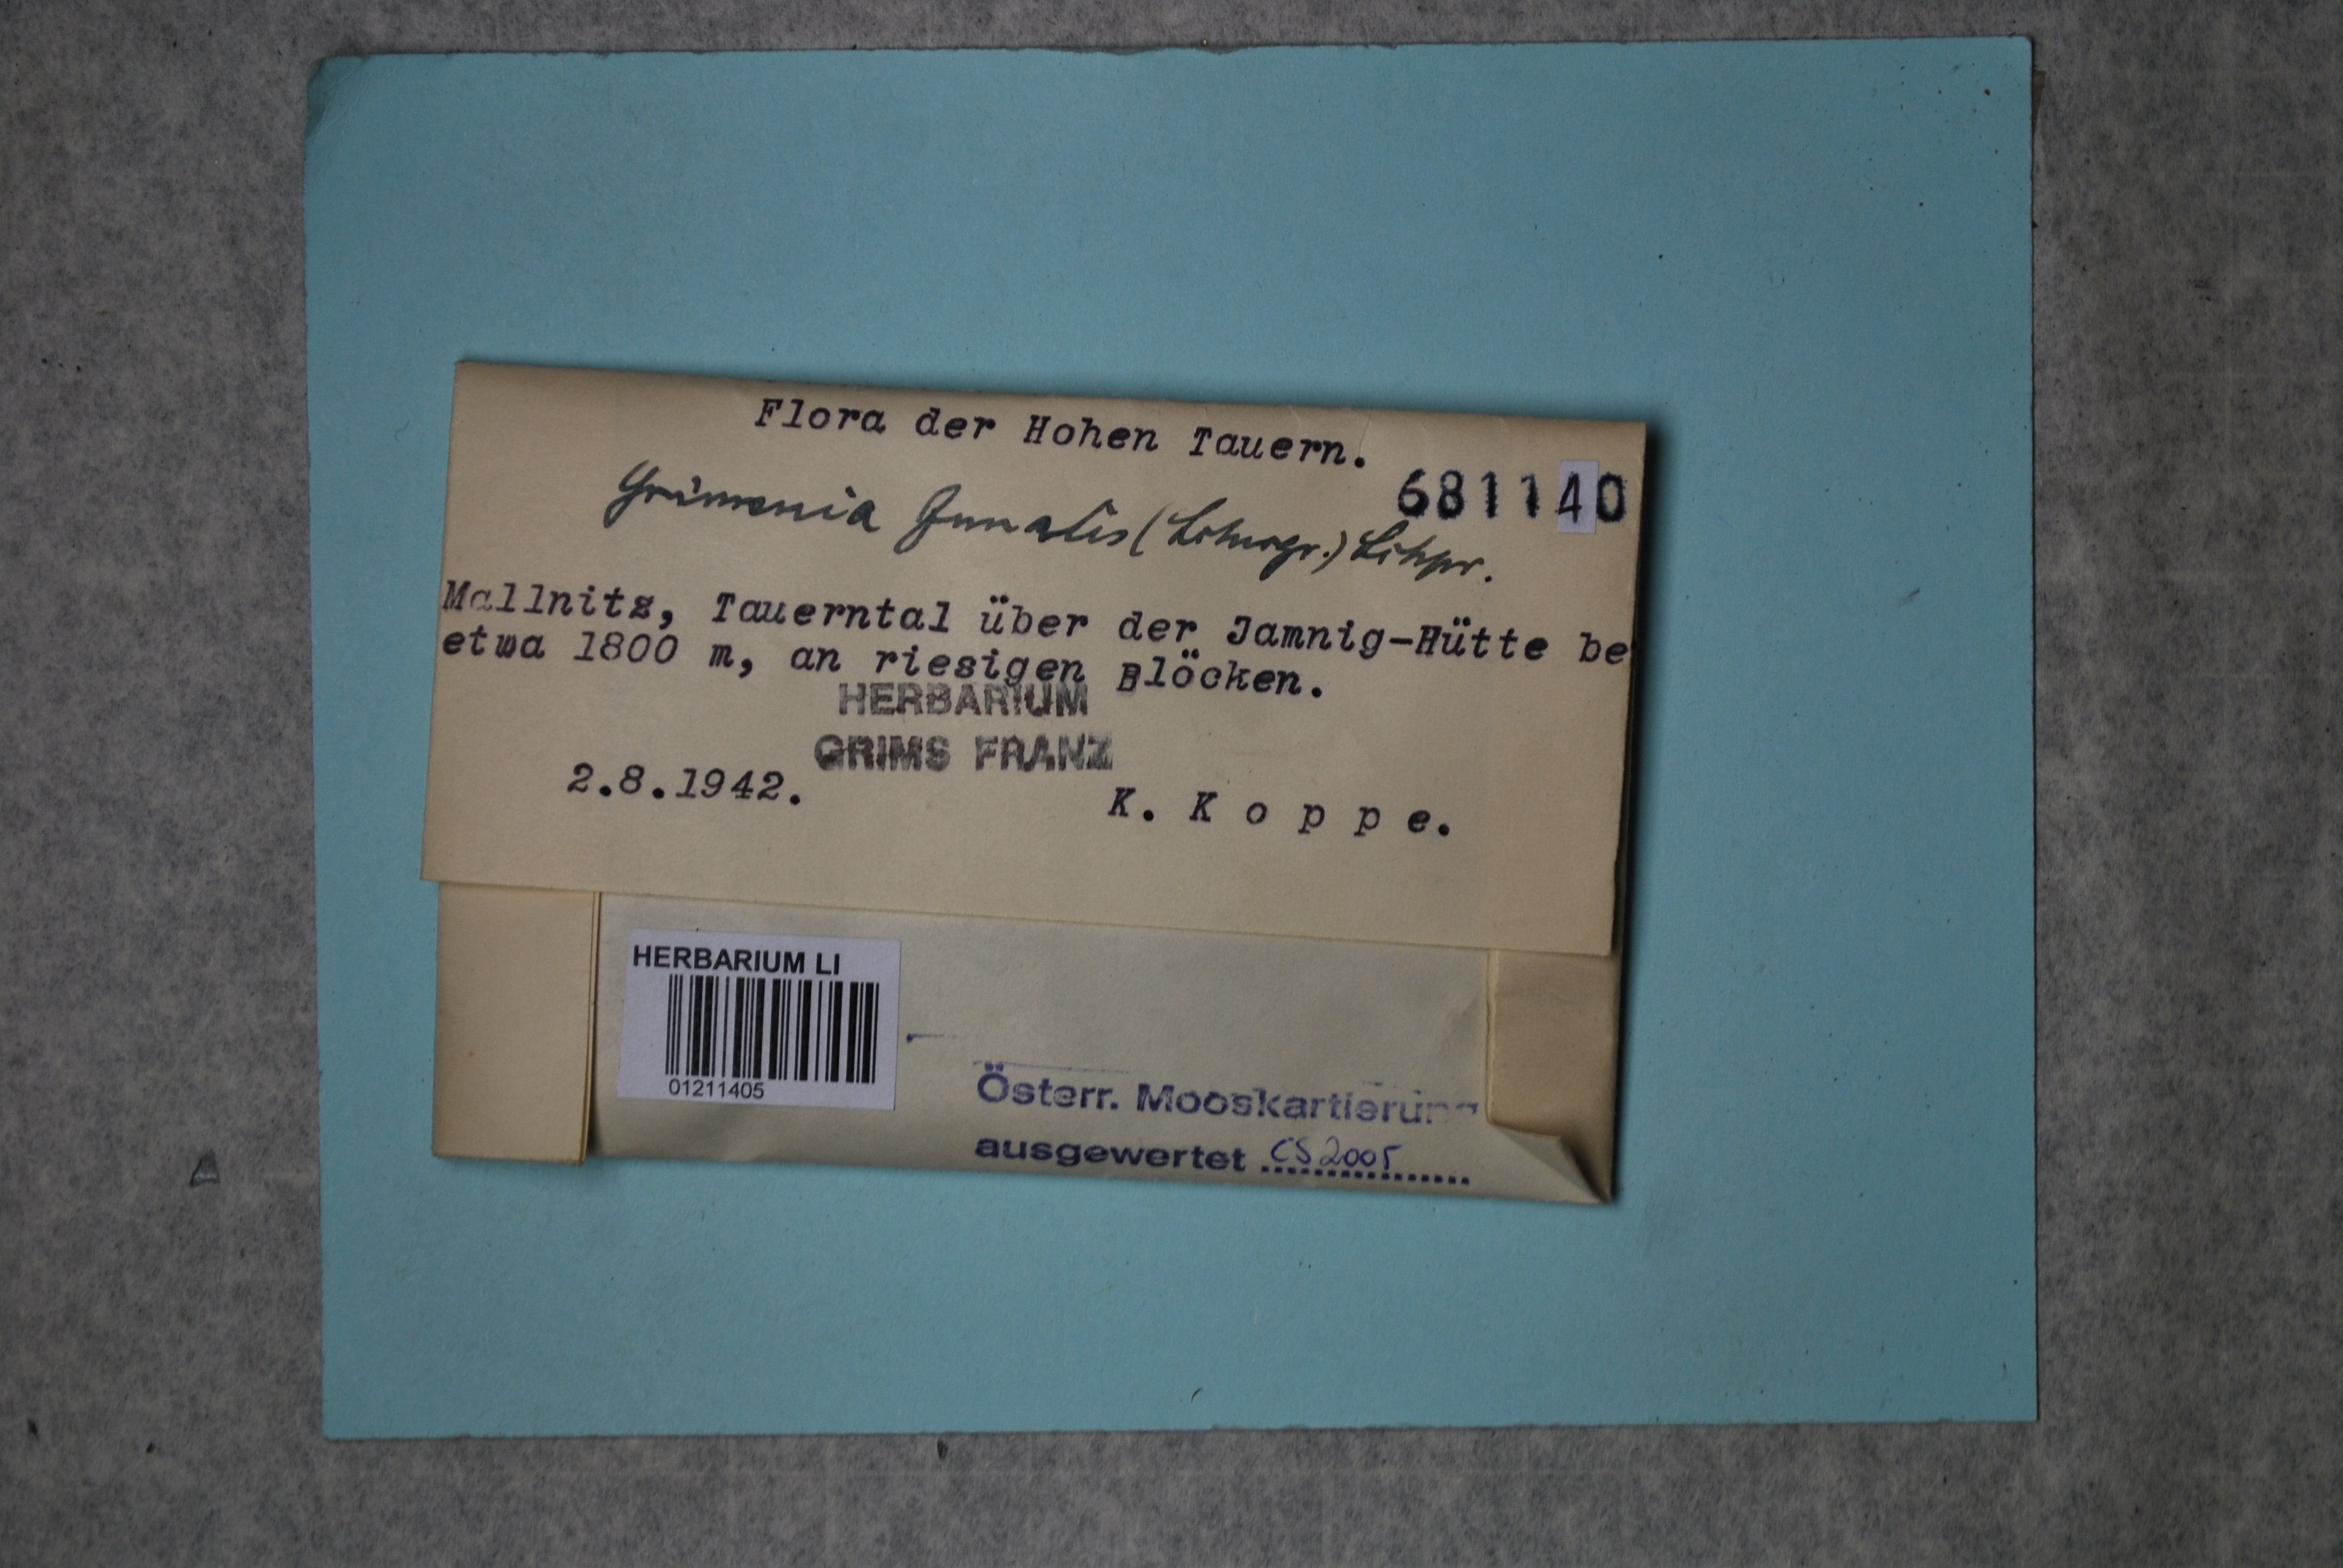 Flora der Hohen Tauern.
681140
Grimmia funalis (Schwgr.) Schpr.
Mallnitz, Tauerntal über der Jamnig-Hütte be
etwa 1800 m, an riesigen Blöcken.
HERBARIUM
GRIMS FRANZ
2.8.1942.
K. Koppe.
HERBARIUM LI
01211405
Österr. Mooskartierung
ausgewertet CS 2005